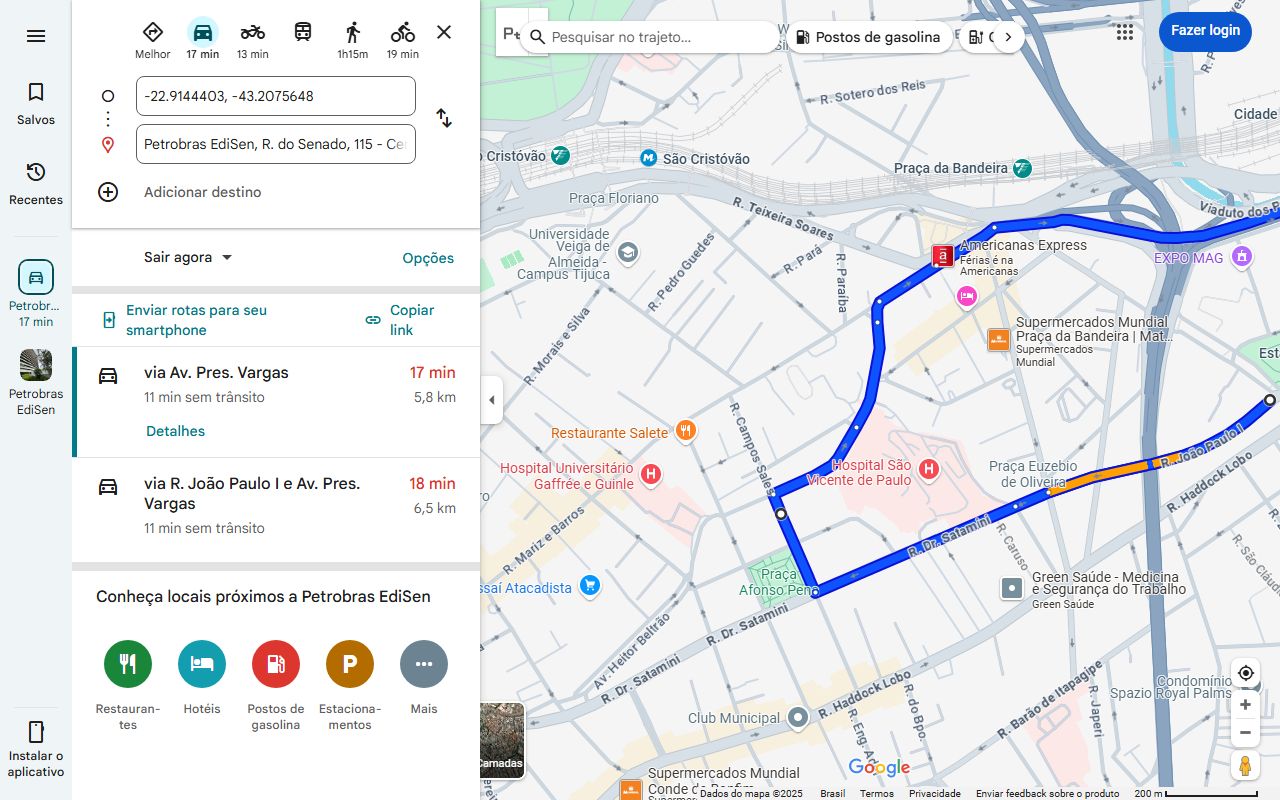 Melhor
17 min
13 min
1h15m
19 min
-22.9144403, -43.2075648
Petrobras EdiSen, R. do Senado, 115 - Ce
Adicionar destino
Salvos
Recentes
Petrobr...
17 min
Petrobras
EdiSen
Instalar o
aplicativo
Sair agora
Opções
Enviar rotas para seu
smartphone
Copiar
link
via Av. Pres. Vargas
17 min
11 min sem trânsito
5,8 km
Detalhes
via R. João Paulo I e Av. Pres.
Vargas
18 min
6,5 km
11 min sem trânsito
Conheça locais próximos a Petrobras EdiSen
Restauran-
tes
Hotéis
Postos de
gasolina
P
Estaciona-
mentos
Mais
Pesquisar no trajeto...
Postos de gasolina
Fazer login
R. Sotero dos Reis
Cidade
o Cristóvão
São Cristóvão
Praça da Bandeira
Praça Floriano
R. Teixeira Soares
Viaduto dos P
Universidade
Veiga de
Almeida -
Campus Tijuca
R. Pedro Guedes
R. Pará
R. Paraíba
Americanas Express
Férias é na
Americanas
EXPO MAG
R. Morais e Silva
Supermercados Mundial
Praça da Bandeira | Mat...
Supermercados
Mundial
Está
R. Campos Sales
Restaurante Salete
Hospital Universitário
Gaffrée e Guinle
Hospital São
Vicente de Paulo
Praça Euzebio
de Oliveira
R. João Paulo I
R. Haddock Lobo
R. Mariz e Barros
R. Dr. Satamini
R. Caruso
R. São Cláudio
ssaí Atacadista
Praça
Afonso Pena
Green Saúde - Medicina
e Segurança do Trabalho
Green Saúde
R. Dr. Satamini
Av. Heitor Beltrão
R. Dr. Satamini
R. Haddock Lobo
R. do Bpo.
R. Barão de Itapagipe
R. Japeri
Condomínio
Spazio Royal Palms
Club Municipal
R. Eng. Ad
Camadas
Google
Supermercados Mundial
Conde de Bonfim
Supermercados
Dados do mapa ©2025
Brasil
Termos
Privacidade
Enviar feedback sobre o produto
200 m